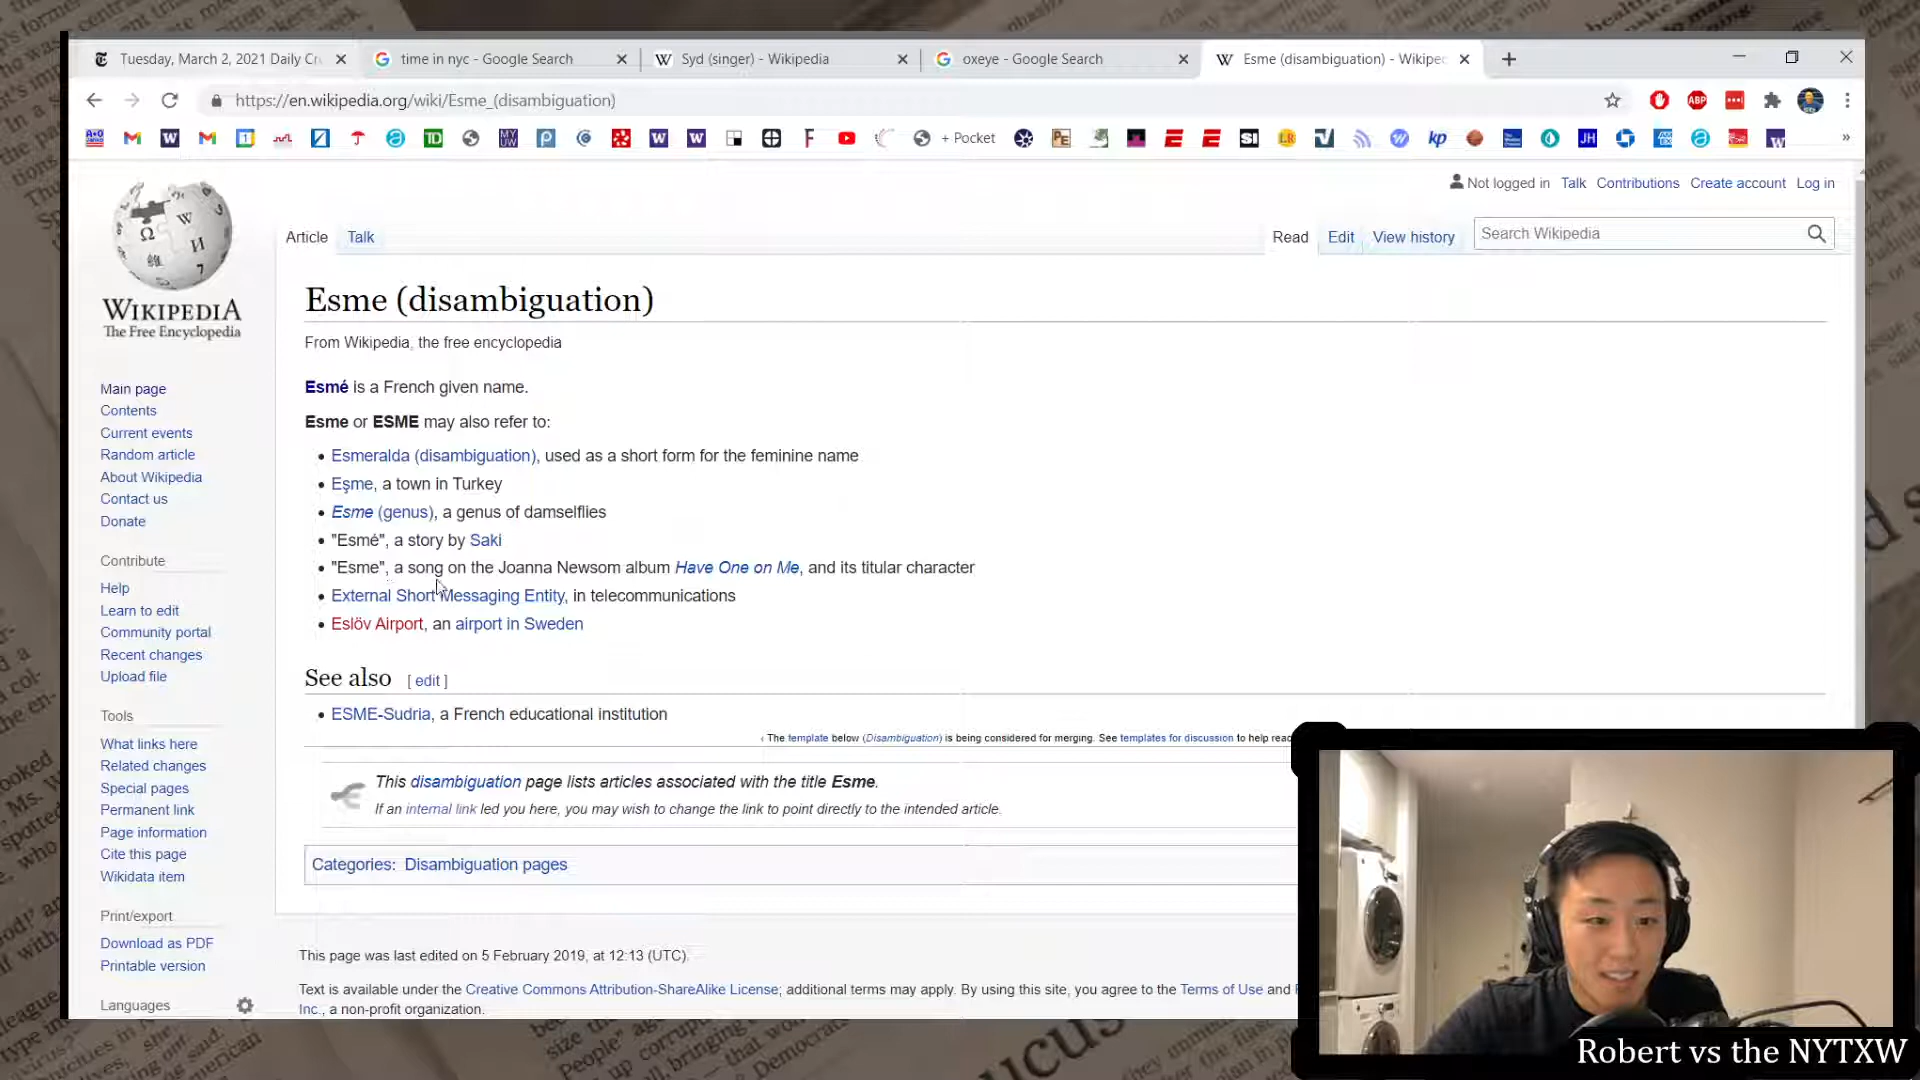 Tuesday, March 2, 2021 Daily Cr
time in nyc - Google Search
Syd (singer) - Wikipedia
oxeye - Google Search
Esme (disambiguation) - Wikipe
https://en.wikipedia.org/wiki/Esme_(disambiguation)
+ Pocket
Not logged in Talk Contributions Create account Log in
Article Talk
Read Edit View history
Search Wikipedia
WIKIPEDIA
The Free Encyclopedia
Main page
Contents
Current events
Random article
About Wikipedia
Contact us
Donate
Contribute
Help
Learn to edit
Community portal
Recent changes
Upload file
Tools
What links here
Related changes
Special pages
Permanent link
Page information
Cite this page
Wikidata item
Print/export
Download as PDF
Printable version
Languages
Esme (disambiguation)
From Wikipedia, the free encyclopedia
Esmé is a French given name.
Esme or ESME may also refer to:
Esmeralda (disambiguation), used as a short form for the feminine name
Eşme, a town in Turkey
Esme (genus), a genus of damselflies
"Esmé", a story by Saki
"Esme", a song on the Joanna Newsom album Have One on Me, and its titular character
External Short Messaging Entity, in telecommunications
Eslöv Airport, an airport in Sweden
See also [ edit ]
ESME-Sudria, a French educational institution
‹ The template below (Disambiguation) is being considered for merging. See templates for discussion to help reac
This disambiguation page lists articles associated with the title Esme.
If an internal link led you here, you may wish to change the link to point directly to the intended article.
Categories: Disambiguation pages
This page was last edited on 5 February 2019, at 12:13 (UTC).
Text is available under the Creative Commons Attribution-ShareAlike License; additional terms may apply. By using this site, you agree to the Terms of Use and
Inc., a non-profit organization.
Robert vs the NYTXW